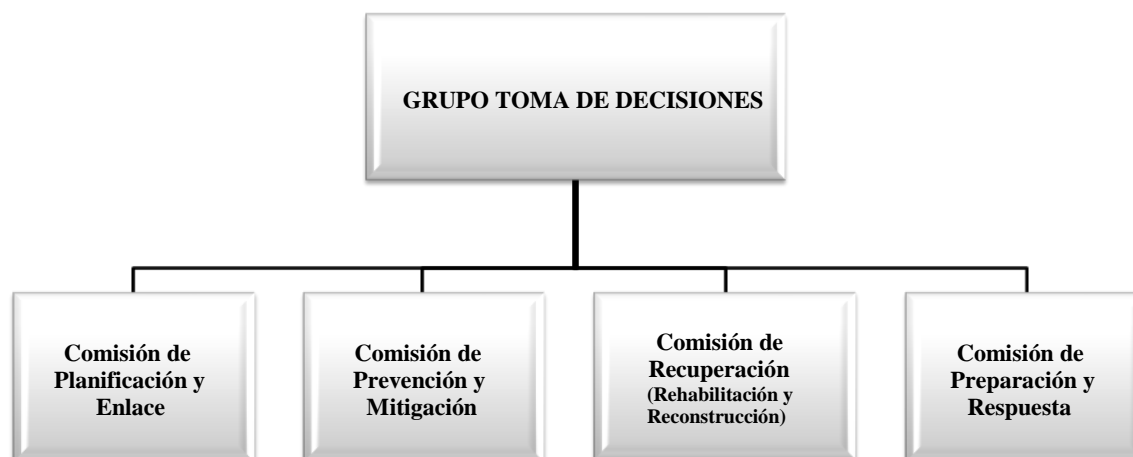 GRUPO TOMA DE DECISIONES
Comisión de
Planificación y
Enlace
Comisión de
Prevención y
Mitigación
Comisión de
Recuperación
(Rehabilitación y
Reconstrucción)
Comisión de
Preparación y
Respuesta